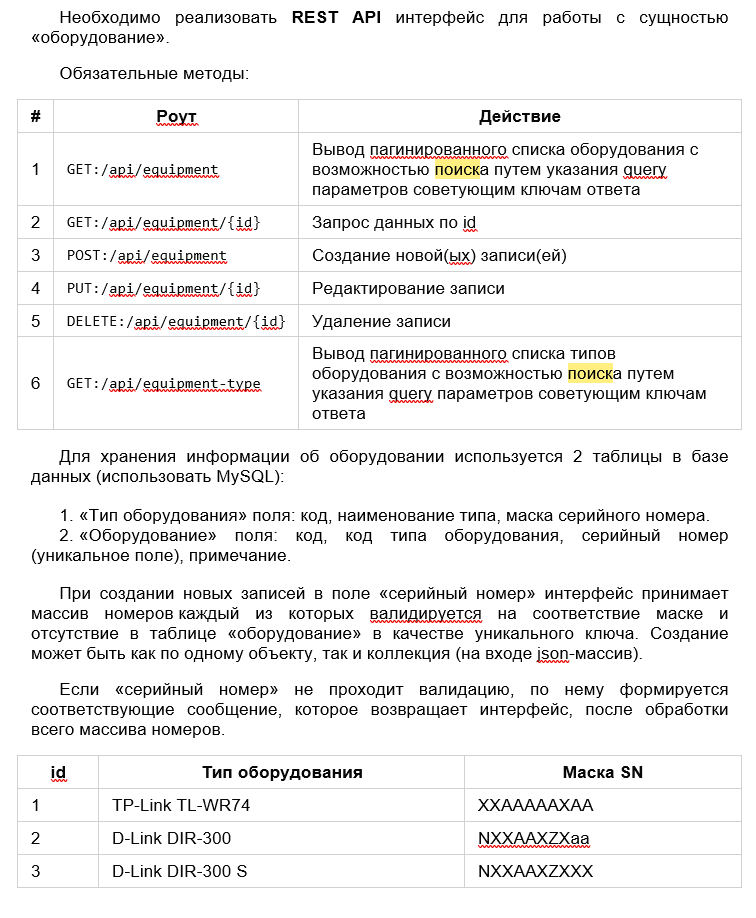 Необходимо реализовать REST API интерфейс для работы с сущностью
«оборудование».
Обязательные методы:
# Роут Действие
1 GET:/api/equipment Вывод пагинированного списка оборудования с
возможностью поиска путем указания query
параметров советующим ключам ответа
2 GET:/api/equipment/{id} Запрос данных по id
3 POST:/api/equipment Создание новой(ых) записи(ей)
4 PUT:/api/equipment/{id} Редактирование записи
5 DELETE:/api/equipment/{id} Удаление записи
6 GET:/api/equipment-type Вывод пагинированного списка типов
оборудования с возможностью поиска путем
указания query параметров советующим ключам
ответа
Для хранения информации об оборудовании используется 2 таблицы в базе
данных (использовать MySQL):
1. «Тип оборудования» поля: код, наименование типа, маска серийного номера.
2. «Оборудование» поля: код, код типа оборудования, серийный номер
(уникальное поле), примечание.
При создании новых записей в поле «серийный номер» интерфейс принимает
массив номеров каждый из которых валидируется на соответствие маске и
отсутствие в таблице «оборудование» в качестве уникального ключа. Создание
может быть как по одному объекту, так и коллекция (на входе json-массив).
Если «серийный номер» не проходит валидацию, по нему формируется
соответствующие сообщение, которое возвращает интерфейс, после обработки
всего массива номеров.
id Тип оборудования Маска SN
1 TP-Link TL-WR74 XXAAAAAXAA
2 D-Link DIR-300 NXXAAXZXaa
3 D-Link DIR-300 S NXXAAXZXXX